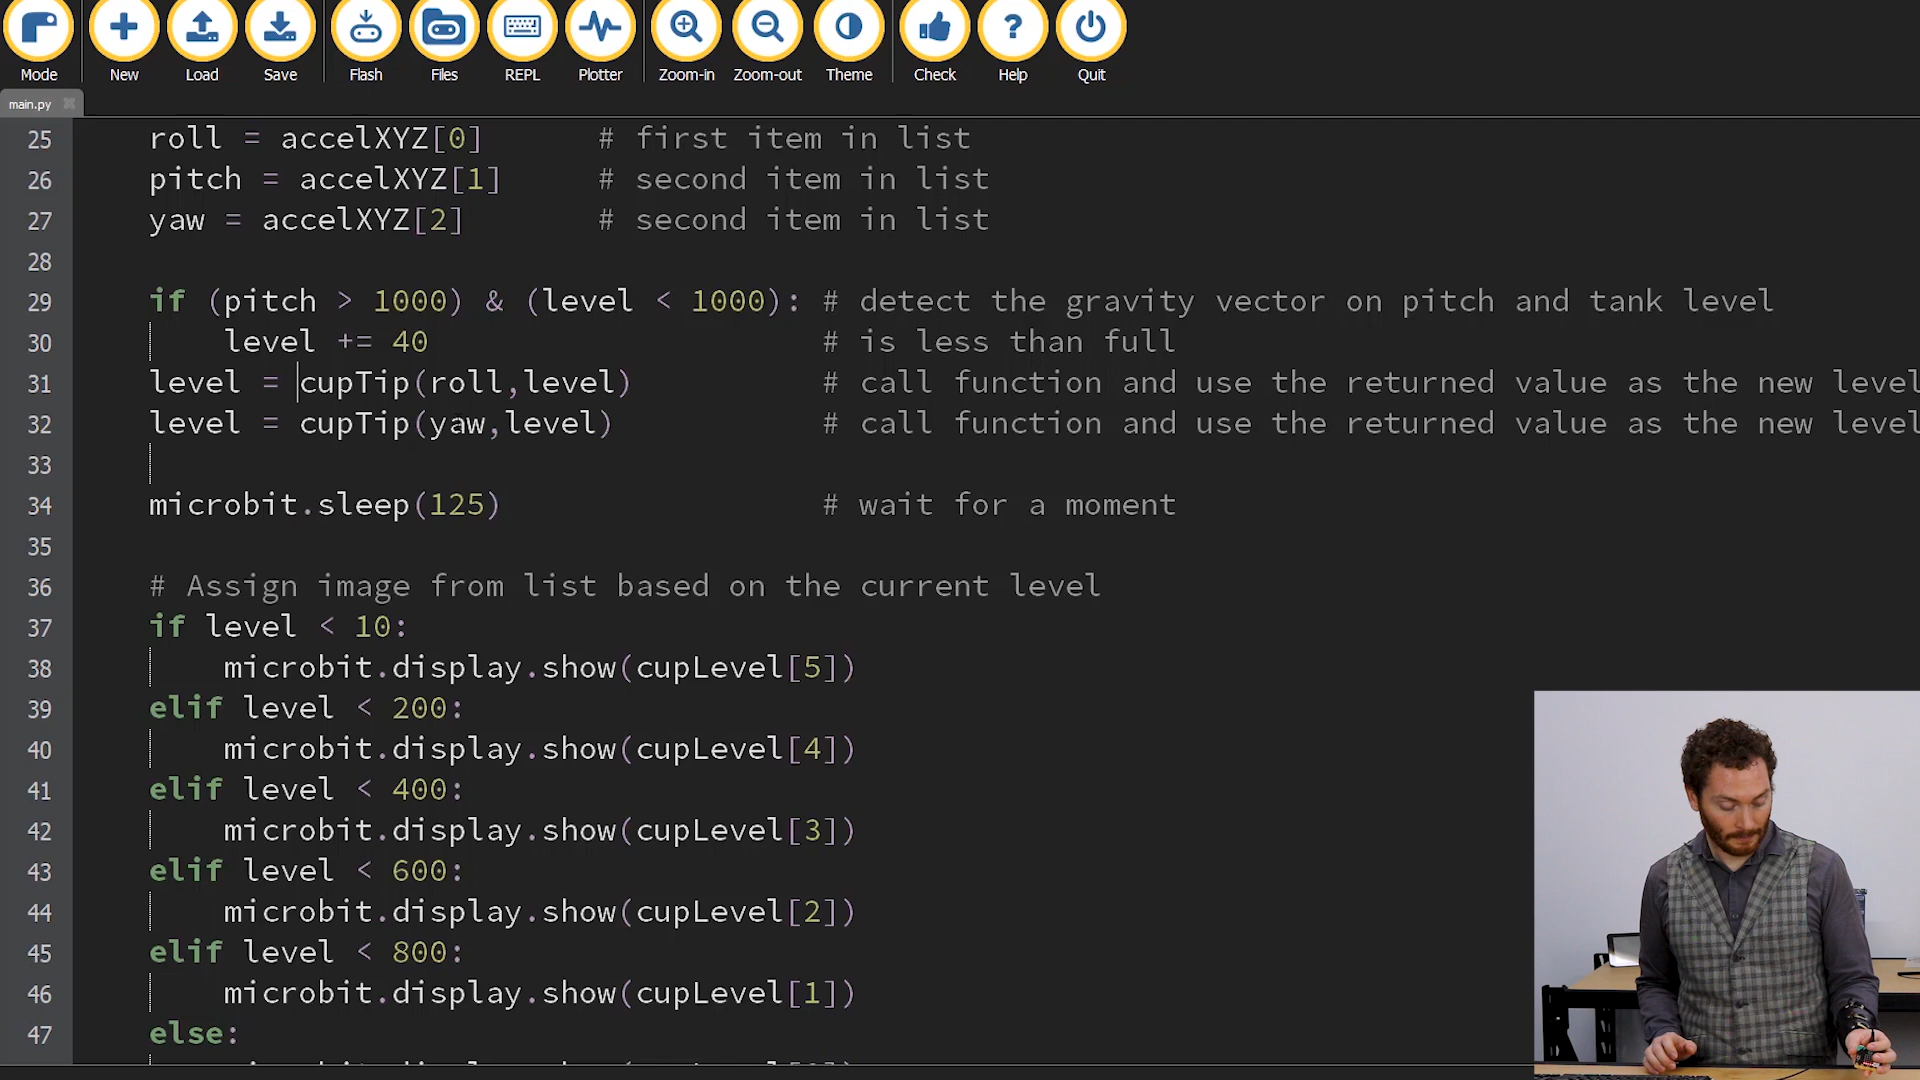 Mode New Load Save Flash Files REPL Plotter Zoom-in Zoom-out Theme Check Help Quit
main.py
25 roll = accelXYZ[0] # first item in list
26 pitch = accelXYZ[1] # second item in list
27 yaw = accelXYZ[2] # second item in list
28
29 if (pitch > 1000) & (level < 1000): # detect the gravity vector on pitch and tank level
30 level += 40 # is less than full
31 level = cupTip(roll,level) # call function and use the returned value as the new level
32 level = cupTip(yaw,level) # call function and use the returned value as the new level
33
34 microbit.sleep(125) # wait for a moment
35
36 # Assign image from list based on the current level
37 if level < 10:
38 microbit.display.show(cupLevel[5])
39 elif level < 200:
40 microbit.display.show(cupLevel[4])
41 elif level < 400:
42 microbit.display.show(cupLevel[3])
43 elif level < 600:
44 microbit.display.show(cupLevel[2])
45 elif level < 800:
46 microbit.display.show(cupLevel[1])
47 else: